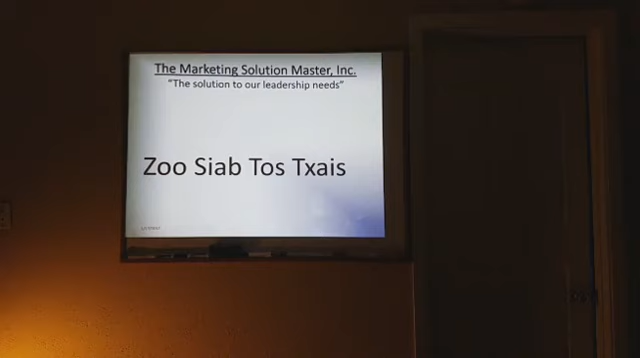 The Marketing Solution Master, Inc.
"The solution to our leadership needs"
Zoo Siab Tos Txais